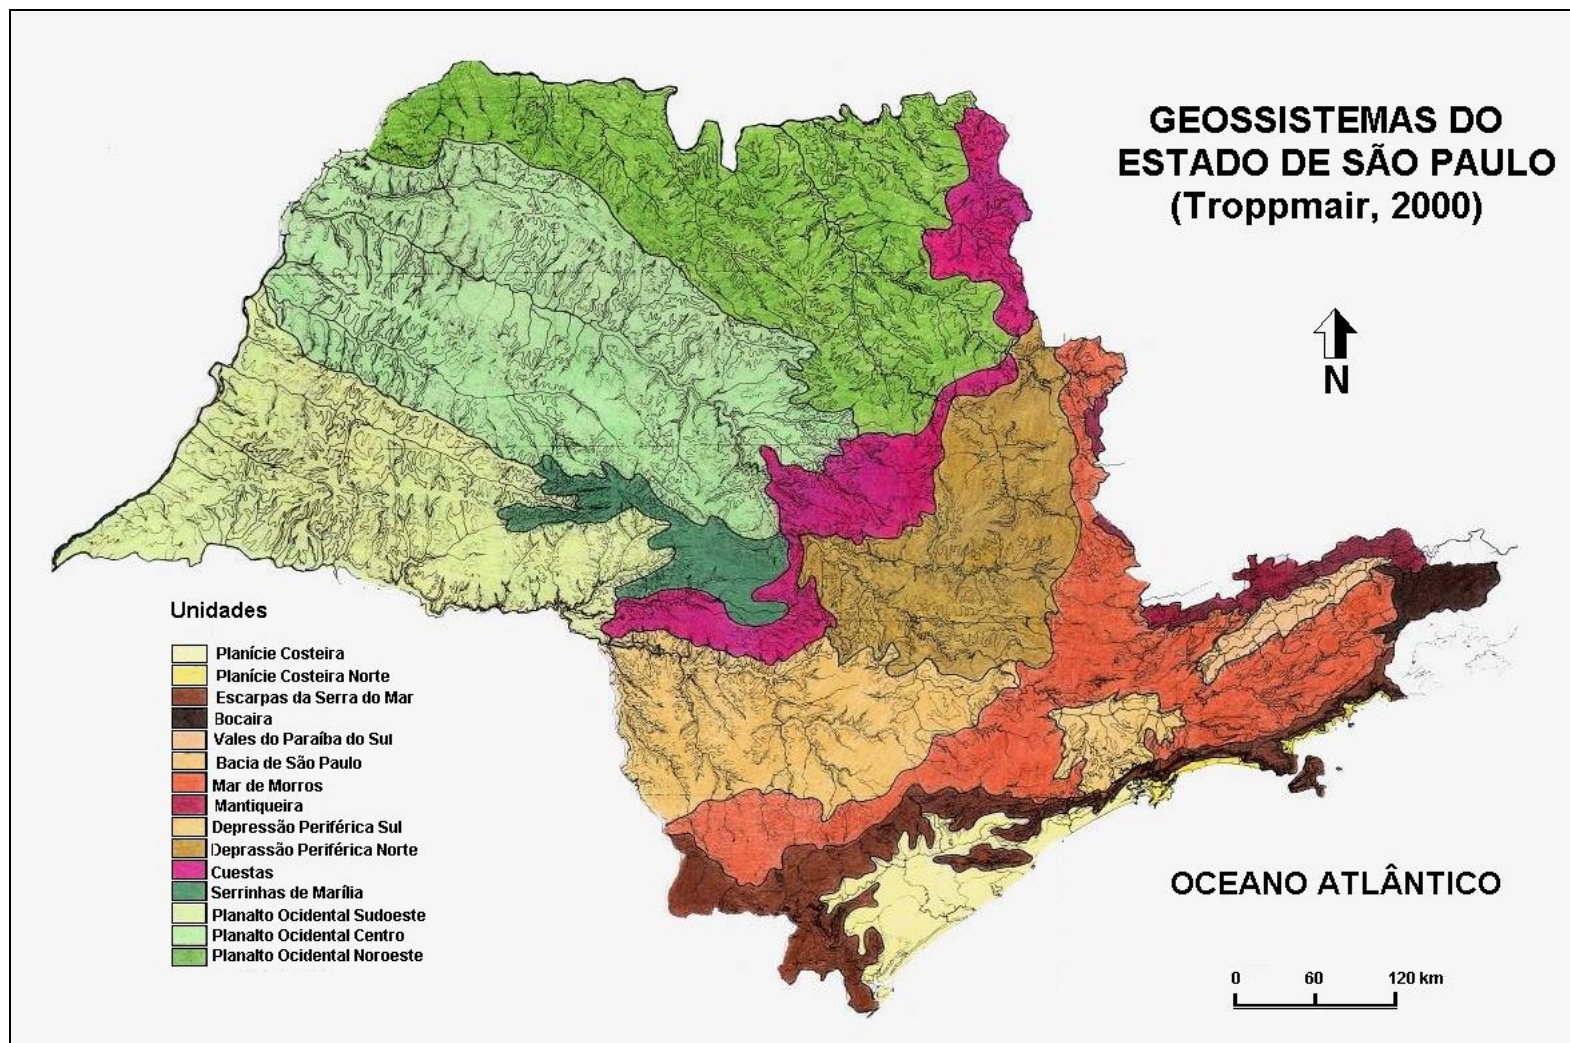 GEOSSISTEMAS DO
ESTADO DE SÃO PAULO
(Troppmair, 2000)
N
Unidades
Planície Costeira
Planície Costeira Norte
Escarpas da Serra do Mar
Bocaira
Vales do Paraíba do Sul
Bacia de São Paulo
Mar de Morros
Mantiqueira
Depressão Periférica Sul
Deprassão Periférica Norte
Cuestas
Serrinhas de Marília
Planalto Ocidental Sudoeste
Planalto Ocidental Centro
Planalto Ocidental Noroeste
OCEANO ATLÂNTICO
0 60 120 km